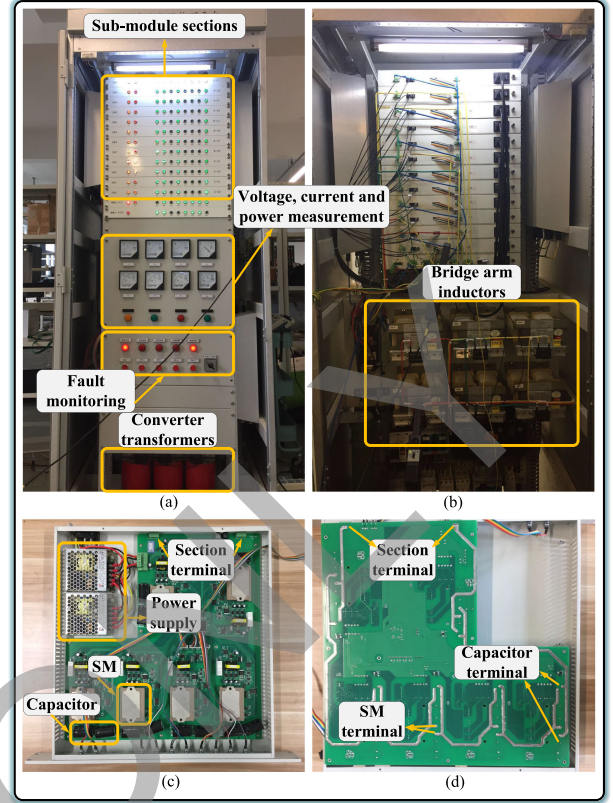 Sub-module sections
Voltage, current and
power measurement
Fault
monitoring
Converter
transformers
(a)
Bridge arm
inductors
(b)
Section
terminal
Power
supply
SM
Capacitor
(c)
Section
terminal
Capacitor
terminal
SM
terminal
(d)